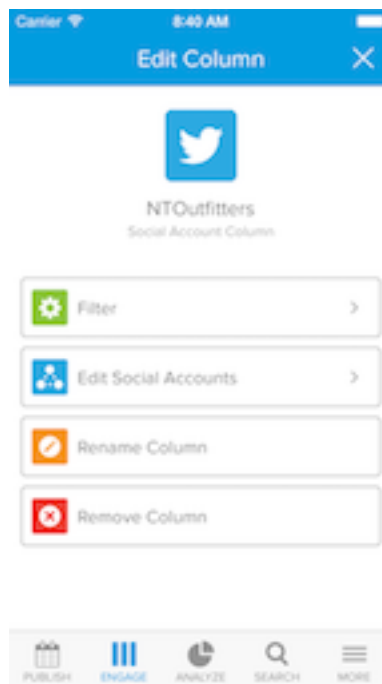 Carrier 8:40 AM
Edit Column
NTOutfitters
Social Account Column
Filter
Edit Social Accounts
Rename Column
Remove Column
PUBLISH ENGAGE ANALYZE SEARCH MORE